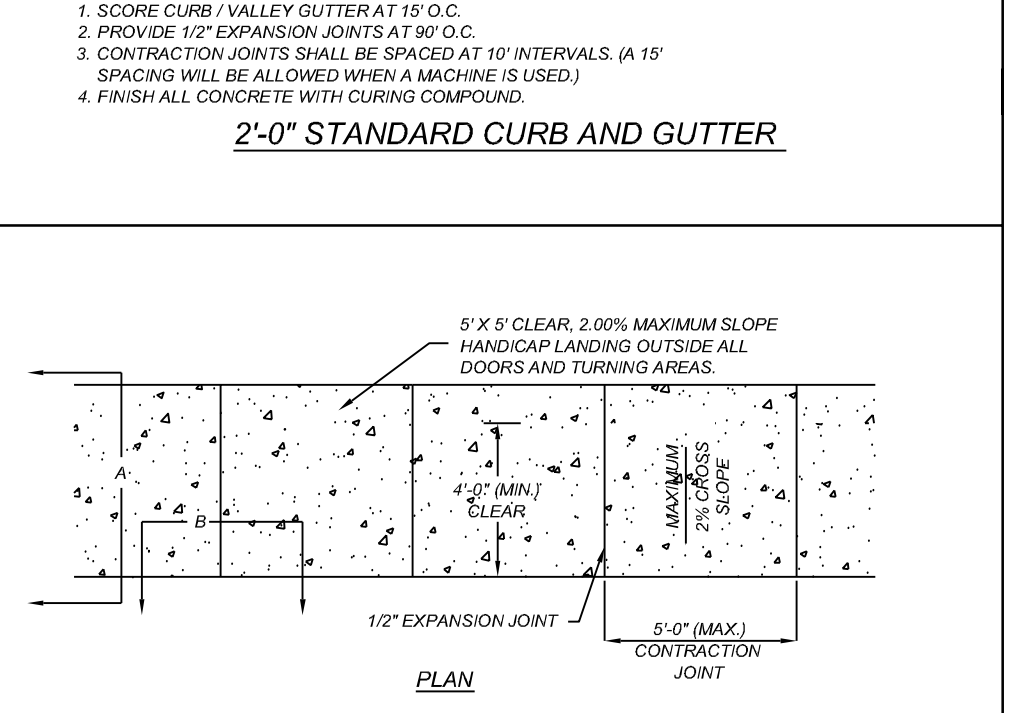 1. SCORE CURB / VALLEY GUTTER AT 15' O.C.
2. PROVIDE 1/2" EXPANSION JOINTS AT 90' O.C.
3. CONTRACTION JOINTS SHALL BE SPACED AT 10' INTERVALS. (A 15'
SPACING WILL BE ALLOWED WHEN A MACHINE IS USED.)
4. FINISH ALL CONCRETE WITH CURING COMPOUND.
2'-0" STANDARD CURB AND GUTTER
5' X 5' CLEAR, 2.00% MAXIMUM SLOPE
HANDICAP LANDING OUTSIDE ALL
DOORS AND TURNING AREAS.
A
B
4'-0" (MIN.)
CLEAR
MAXIMUM
2% CROSS
SLOPE
1/2" EXPANSION JOINT
5'-0" (MAX.)
CONTRACTION
JOINT
PLAN